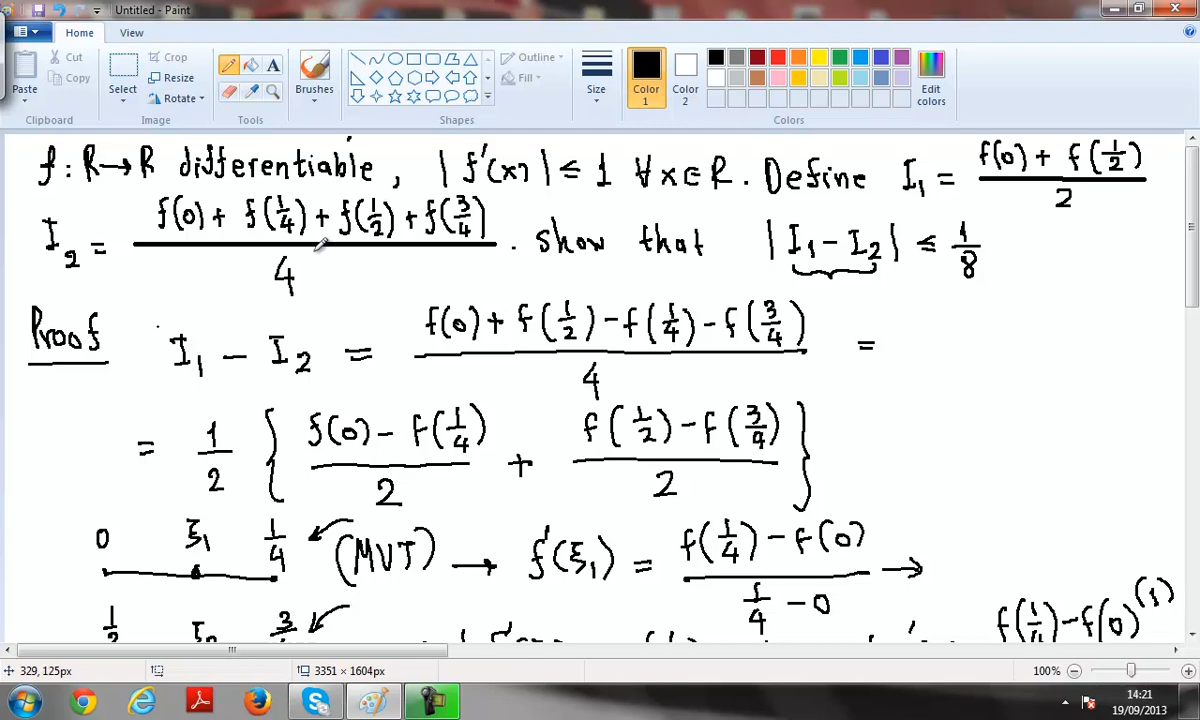 Untitled - Paint
Home View
Paste
Cut
Copy
Clipboard
Select
Crop
Resize
Rotate
Image
Tools
Brushes
Shapes
Outline
Fill
Size
Color 1
Color 2
Edit colors
Colors
f : R→R differentiable, |f'(x)| ≤ 1 ∀x∈R. Define I₁ = (f(0) + f(1/2))/2
I₂ = (f(0) + f(1/4) + f(1/2) + f(3/4))/4 . show that |I₁ - I₂| ≤ 1/8
Proof I₁ - I₂ = (f(0) + f(1/2) - f(1/4) - f(3/4))/4 =
= 1/2 { (f(0) - f(1/4))/2 + (f(1/2) - f(3/4))/2 }
0 ξ₁ 1/4 (MVT) → f'(ξ₁) = (f(1/4) - f(0))/(1/4 - 0) →
f(1/4) - f(0)
329, 125px
3351 × 1604px
100%
14:21
19/09/2013